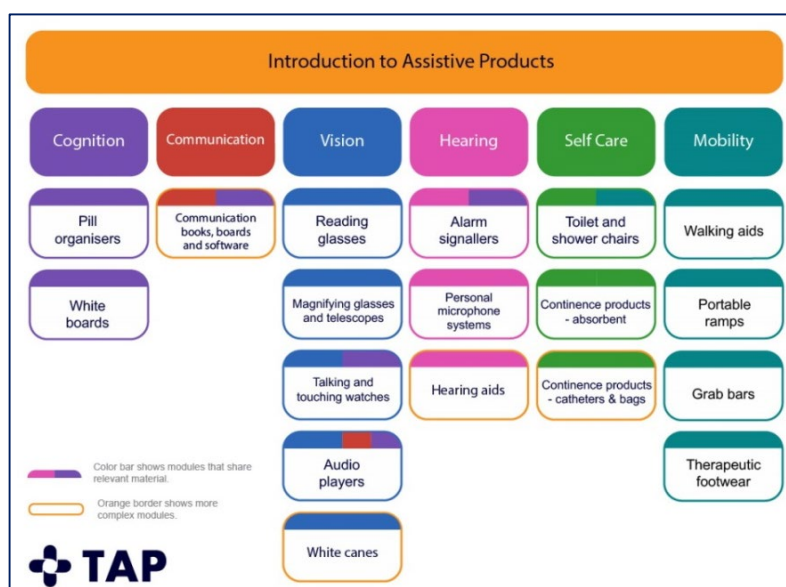 Introduction to Assistive Products
Cognition
Communication
Vision
Hearing
Self Care
Mobility
Pill
organisers
Communication
books, boards
and software
Reading
glasses
Alarm
signallers
Toilet and
shower chairs
Walking aids
White
boards
Magnifying glasses
and telescopes
Personal
microphone
systems
Continence products
- absorbent
Portable
ramps
Talking and
touching watches
Hearing aids
Continence products
- catheters & bags
Grab bars
Audio
players
Therapeutic
footwear
White canes
Color bar shows modules that share
relevant material.
Orange border shows more
complex modules.
TAP